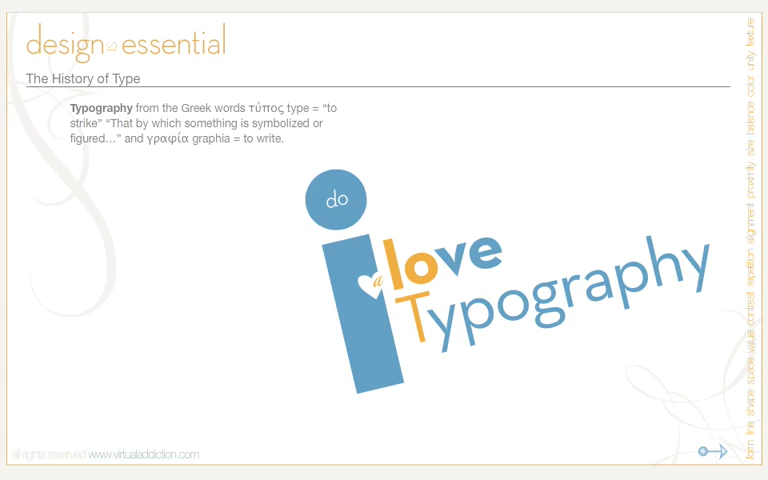 design essential
The History of Type
Typography from the Greek words τύπος type = “to
strike” “That by which something is symbolized or
figured…” and γραφία graphia = to write.
do
i love
a
Typography
form line shape space value contrast repetition alignment proximity size balance color unity texture
all rights reserved www.virtualaddiction.com